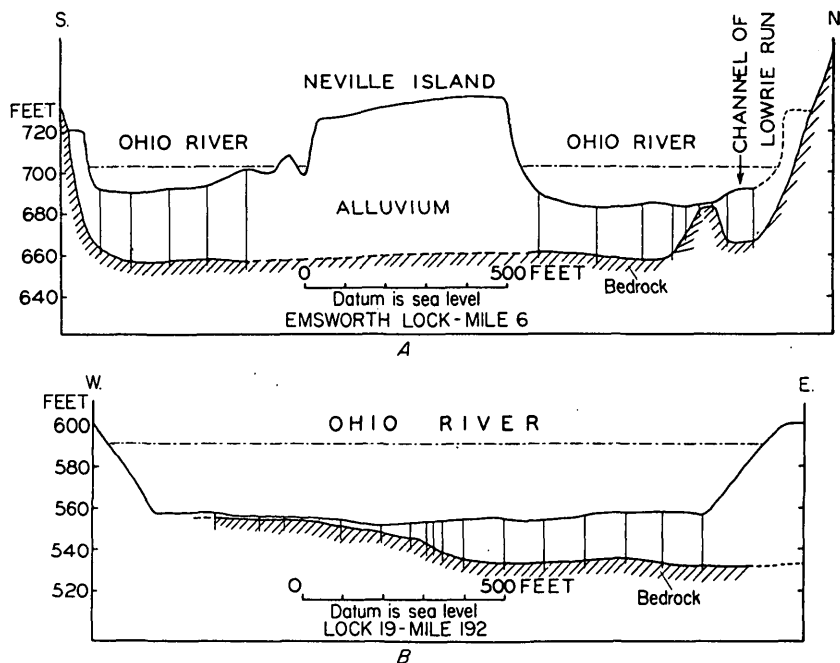 S.
N
FEET
720
700
680
660
640
NEVILLE ISLAND
OHIO RIVER
OHIO RIVER
CHANNEL OF
LOWRIE RUN
ALLUVIUM
0
500 FEET
Bedrock
Datum is sea level
EMSWORTH LOCK-MILE 6
A
W.
E.
FEET
600
580
560
540
520
OHIO RIVER
0
500 FEET
Bedrock
Datum is sea level
LOCK 19-MILE 192
B